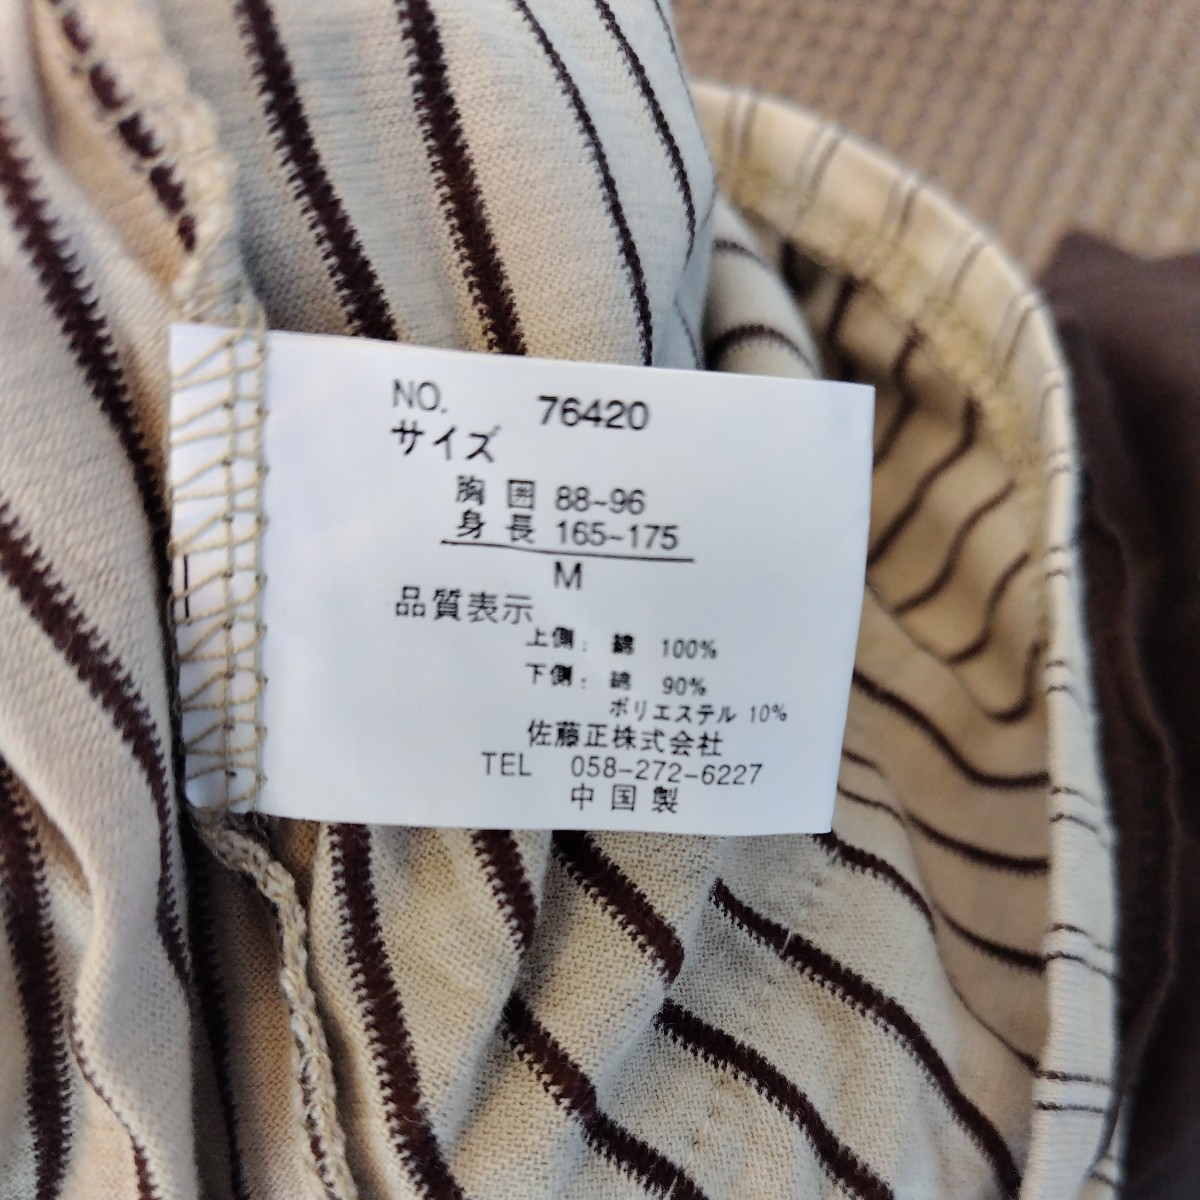 NO. 76420
サイズ
胸囲 88~96
身長 165~175
M
品質表示
上側: 綿 100%
下側: 綿 90%
ポリエステル 10%
佐藤正株式会社
TEL 058-272-6227
中国製